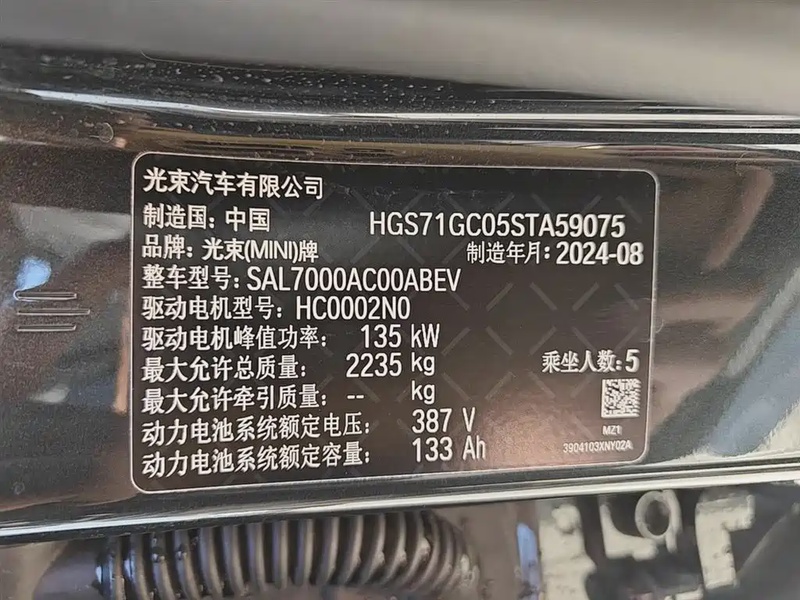 光束汽车有限公司
制造国：中国 HGS71GC05STA59075
品牌：光束(MINI)牌 制造年月：2024-08
整车型号：SAL7000AC00ABEV
驱动电机型号：HC0002N0
驱动电机峰值功率： 135 kW
最大允许总质量： 2235 kg 乘坐人数：5
最大允许牵引质量： -- kg
动力电池系统额定电压： 387 V
MZ1
动力电池系统额定容量： 133 Ah 3904103XNY02A